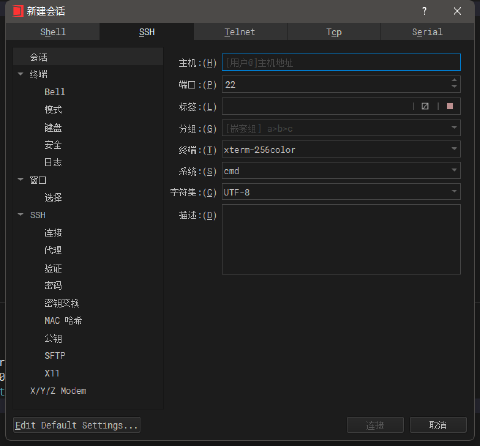 新建会话
Shell SSH Telnet Tcp Serial
会话
终端
Bell
模式
键盘
安全
日志
窗口
选择
SSH
连接
代理
验证
密码
密钥交换
MAC 哈希
公钥
SFTP
X11
X/Y/Z Modem
主机:(H) [用户@]主机地址
端口:(P) 22
标签:(L)
分组:(G) [嵌套组] a>b>c
终端:(T) xterm-256color
系统:(S) cmd
字符集:(C) UTF-8
描述:(D)
Edit Default Settings...
连接 取消